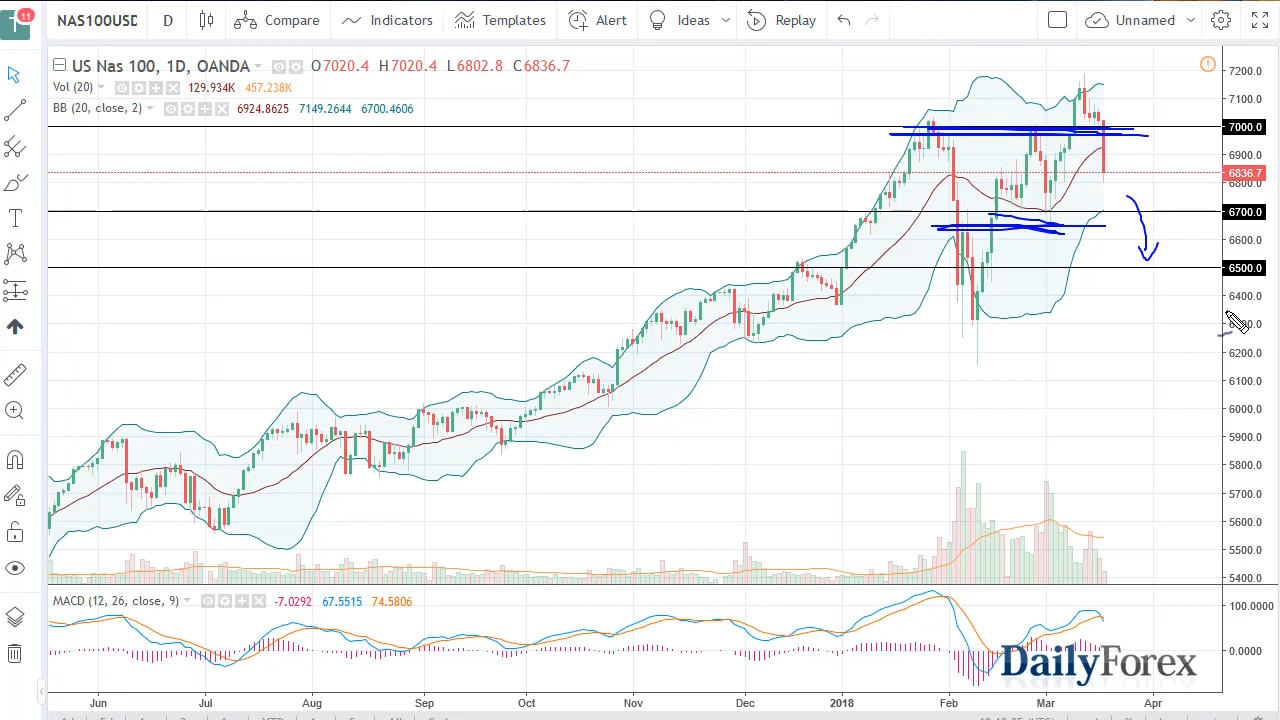 11
T
NAS100USD
D
Compare
Indicators
Templates
Alert
Ideas
Replay
Unnamed
US Nas 100, 1D, OANDA O7020.4 H7020.4 L6802.8 C6836.7
Vol (20) 129.934K 457.238K
BB (20, close, 2) 6924.8625 7149.2644 6700.4606
7200.0
7100.0
7000.0
6900.0
6836.7
6800.0
6700.0
6600.0
6500.0
6400.0
6200.0
6100.0
6000.0
5900.0
5800.0
5700.0
5600.0
5500.0
5400.0
MACD (12, 26, close, 9) -7.0292 67.5515 74.5806
100.0000
0.0000
DailyForex
Jun Jul Aug Sep Oct Nov Dec 2018 Feb Mar Apr